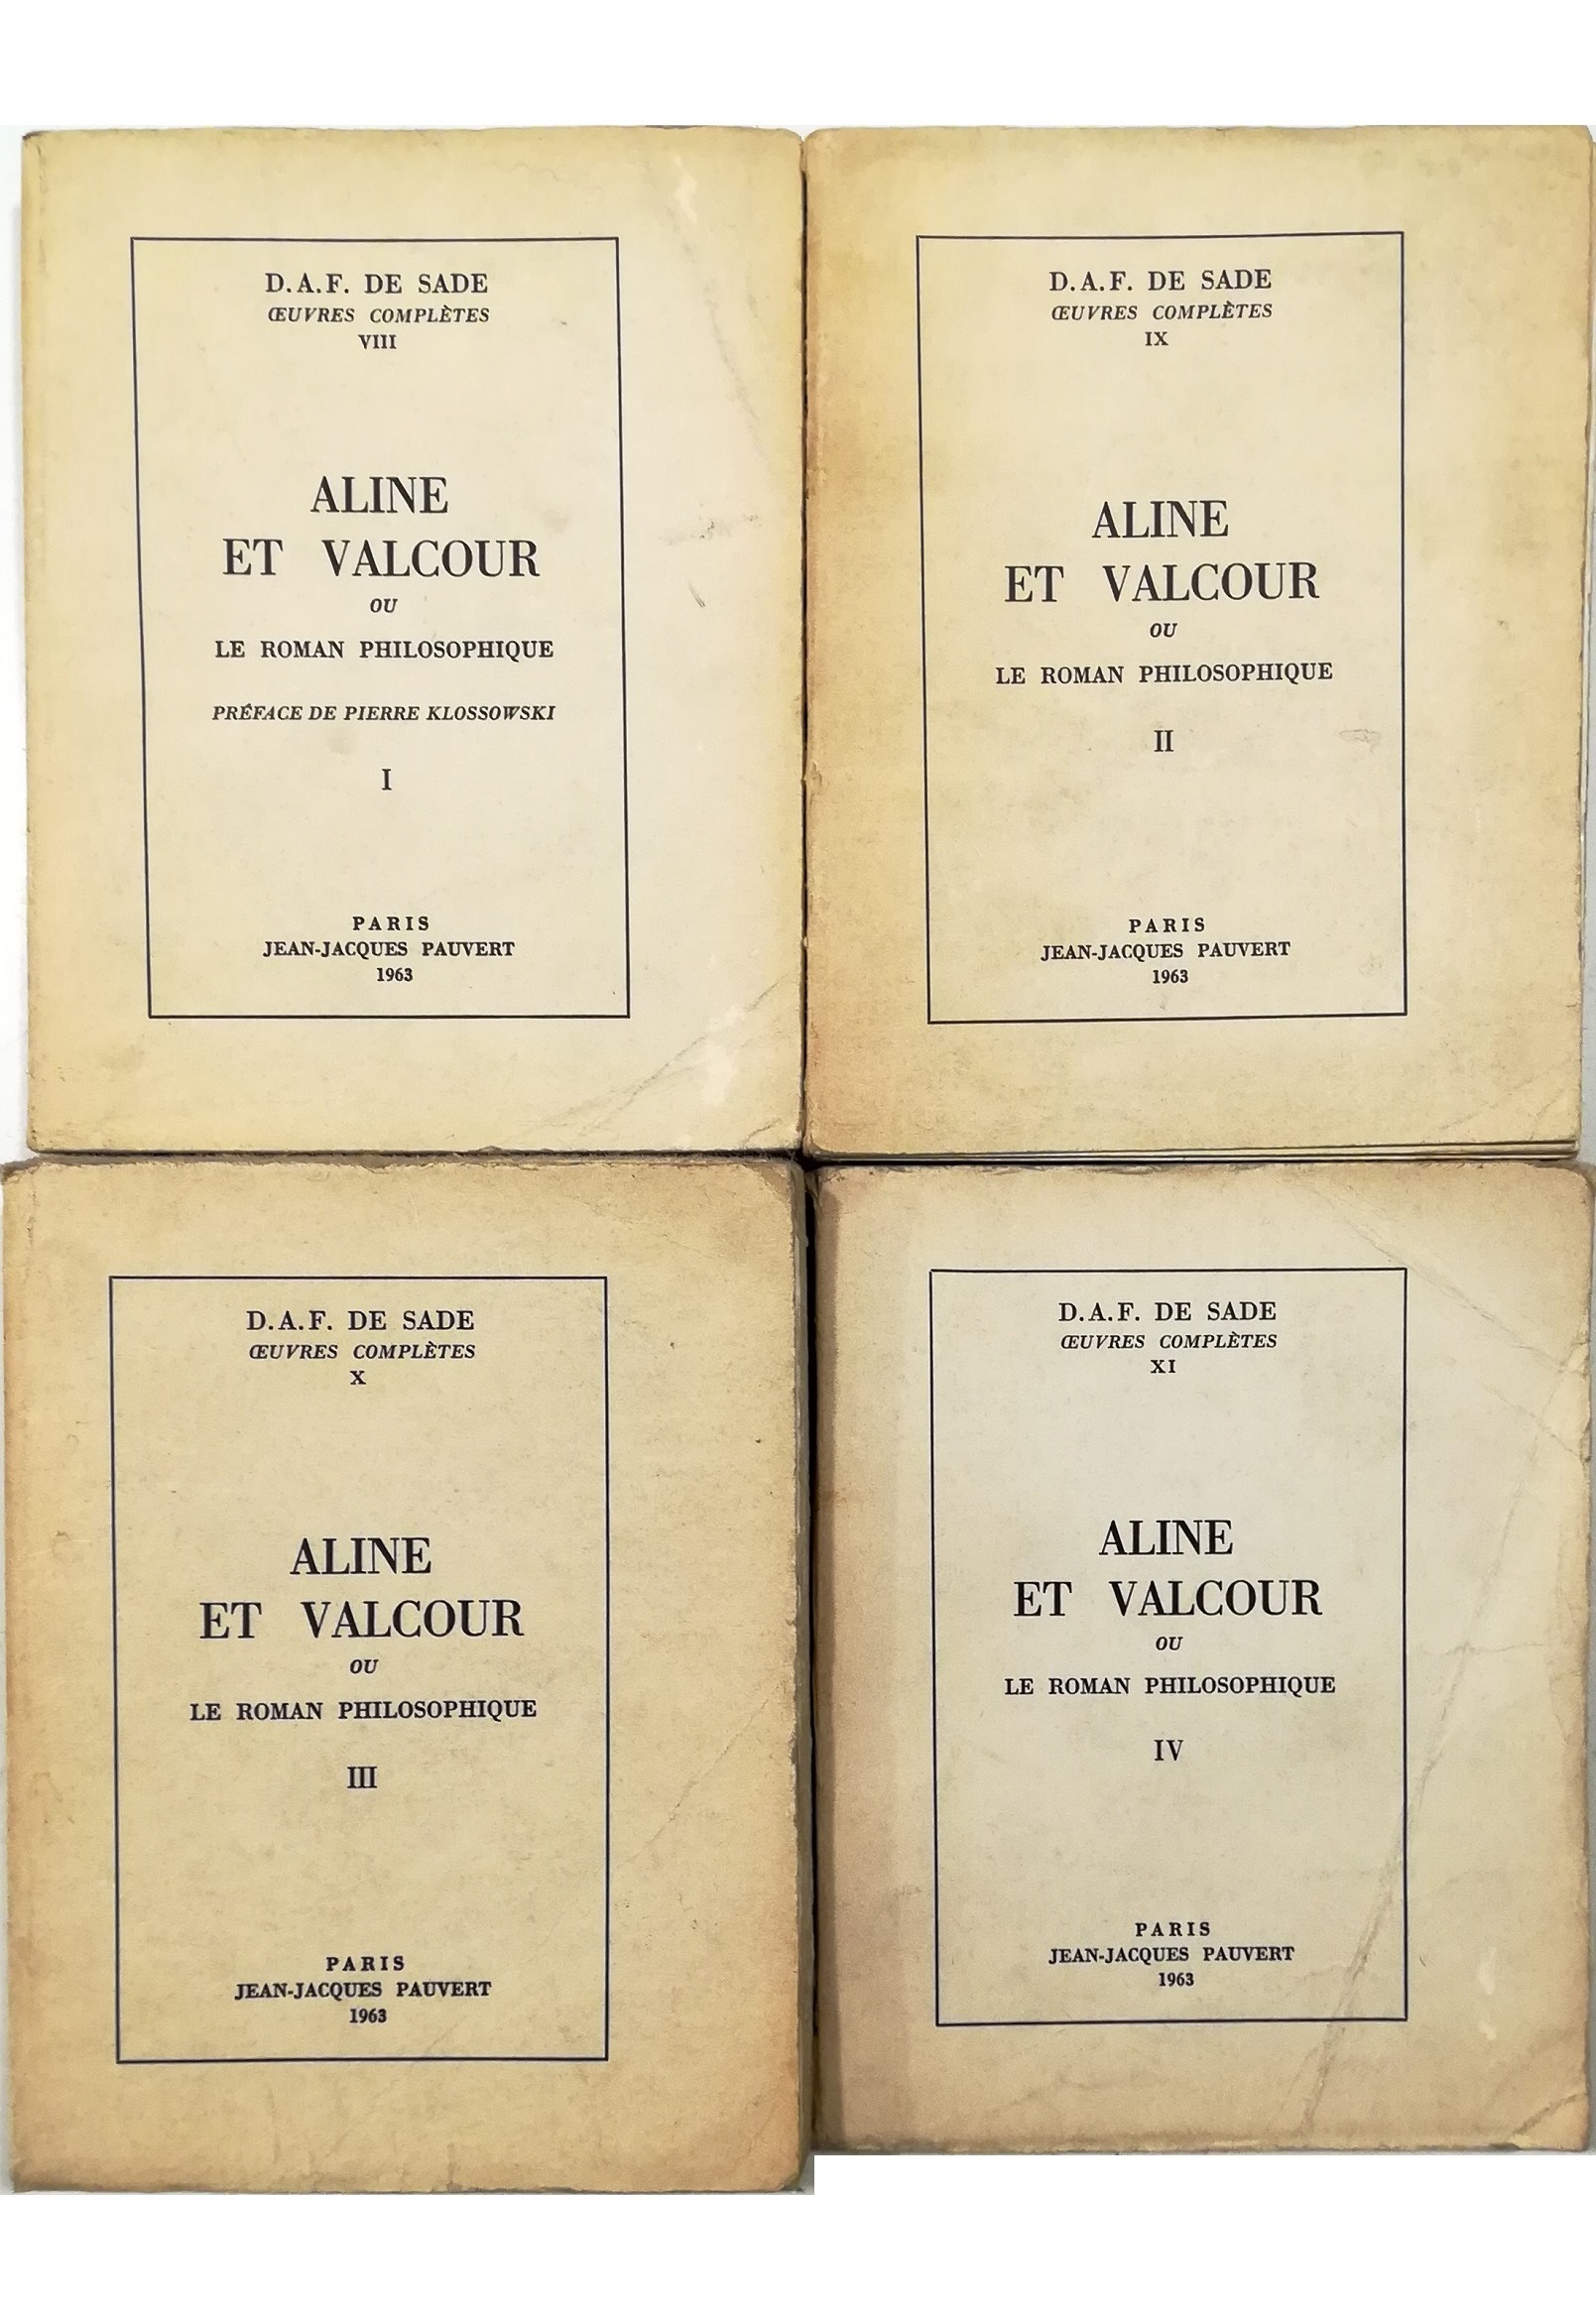 D.A.F. DE SADE
ŒUVRES COMPLÈTES
VIII
ALINE
ET VALCOUR
OU
LE ROMAN PHILOSOPHIQUE
PRÉFACE DE PIERRE KLOSSOWSKI
I
PARIS
JEAN-JACQUES PAUVERT
1963
D.A.F. DE SADE
ŒUVRES COMPLÈTES
IX
ALINE
ET VALCOUR
OU
LE ROMAN PHILOSOPHIQUE
II
PARIS
JEAN-JACQUES PAUVERT
1963
D.A.F. DE SADE
ŒUVRES COMPLÈTES
X
ALINE
ET VALCOUR
OU
LE ROMAN PHILOSOPHIQUE
III
PARIS
JEAN-JACQUES PAUVERT
1963
D.A.F. DE SADE
ŒUVRES COMPLÈTES
XI
ALINE
ET VALCOUR
OU
LE ROMAN PHILOSOPHIQUE
IV
PARIS
JEAN-JACQUES PAUVERT
1963